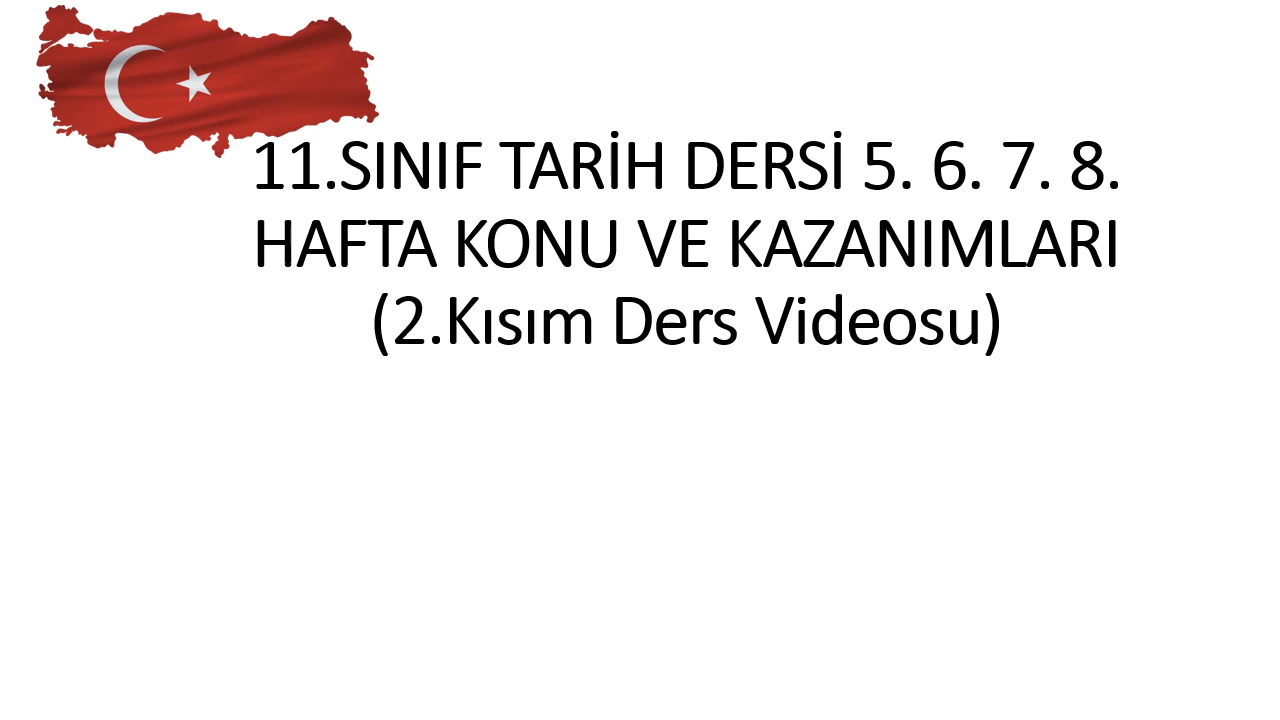 11.SINIF TARİH DERSİ 5. 6. 7. 8.
HAFTA KONU VE KAZANIMLARI
(2.Kısım Ders Videosu)